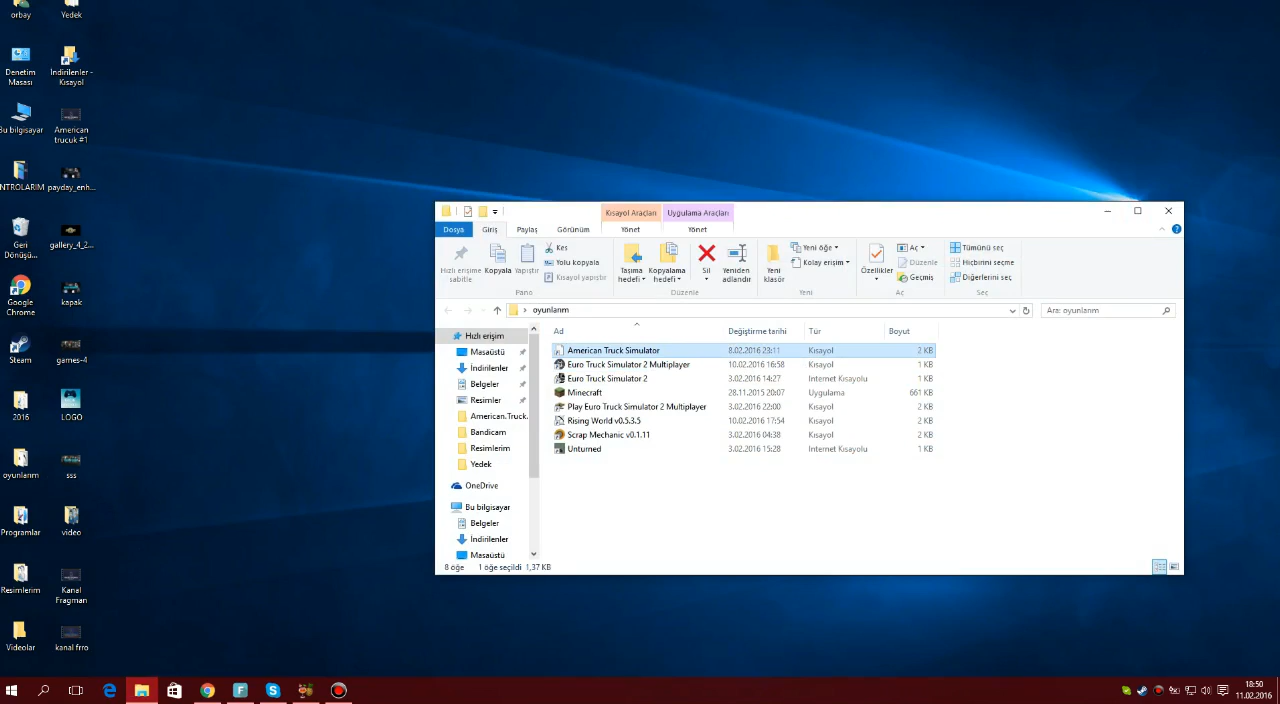 orbay
Yedek
Denetim
Masası
İndirilenler -
Kısayol
Bu bilgisayar
American
trucuk #1
NTROLARIM
payday_enh...
Geri
Dönüşü...
gallery_4_2...
Google
Chrome
kapak
Steam
games-4
2016
LOGO
oyunlarım
sss
Programlar
video
Resimlerim
Kanal
Fragman
Videolar
kanal frro
Kısayol Araçları
Uygulama Araçları
Dosya
Giriş
Paylaş
Görünüm
Yönet
Yönet
Hızlı erişime
sabitle
Kopyala
Yapıştır
Kes
Yolu kopyala
Kısayol yapıştır
Pano
Taşıma
hedefi
Kopyalama
hedefi
Sil
Yeniden
adlandır
Düzenle
Yeni
klasör
Yeni öğe
Kolay erişim
Yeni
Özellikler
Aç
Düzenle
Geçmiş
Aç
Tümünü seç
Hiçbirini seçme
Diğerlerini seç
Seç
oyunlarım
Ara: oyunlarım
Hızlı erişim
Masaüstü
İndirilenler
Belgeler
Resimler
American.Truck.
Bandicam
Resimlerim
Yedek
OneDrive
Bu bilgisayar
Belgeler
İndirilenler
Masaüstü
Ad Değiştirme tarihi Tür Boyut
American Truck Simulator 8.02.2016 23:11 Kısayol 2 KB
Euro Truck Simulator 2 Multiplayer 10.02.2016 16:58 Kısayol 1 KB
Euro Truck Simulator 2 3.02.2016 14:27 Internet Kısayolu 1 KB
Minecraft 28.11.2015 20:07 Uygulama 661 KB
Play Euro Truck Simulator 2 Multiplayer 3.02.2016 22:00 Kısayol 2 KB
Rising World v0.5.3.5 10.02.2016 17:54 Kısayol 2 KB
Scrap Mechanic v0.1.11 3.02.2016 04:38 Kısayol 2 KB
Unturned 3.02.2016 15:28 Internet Kısayolu 1 KB
8 öğe 1 öğe seçildi 1,37 KB
18:50
11.02.2016